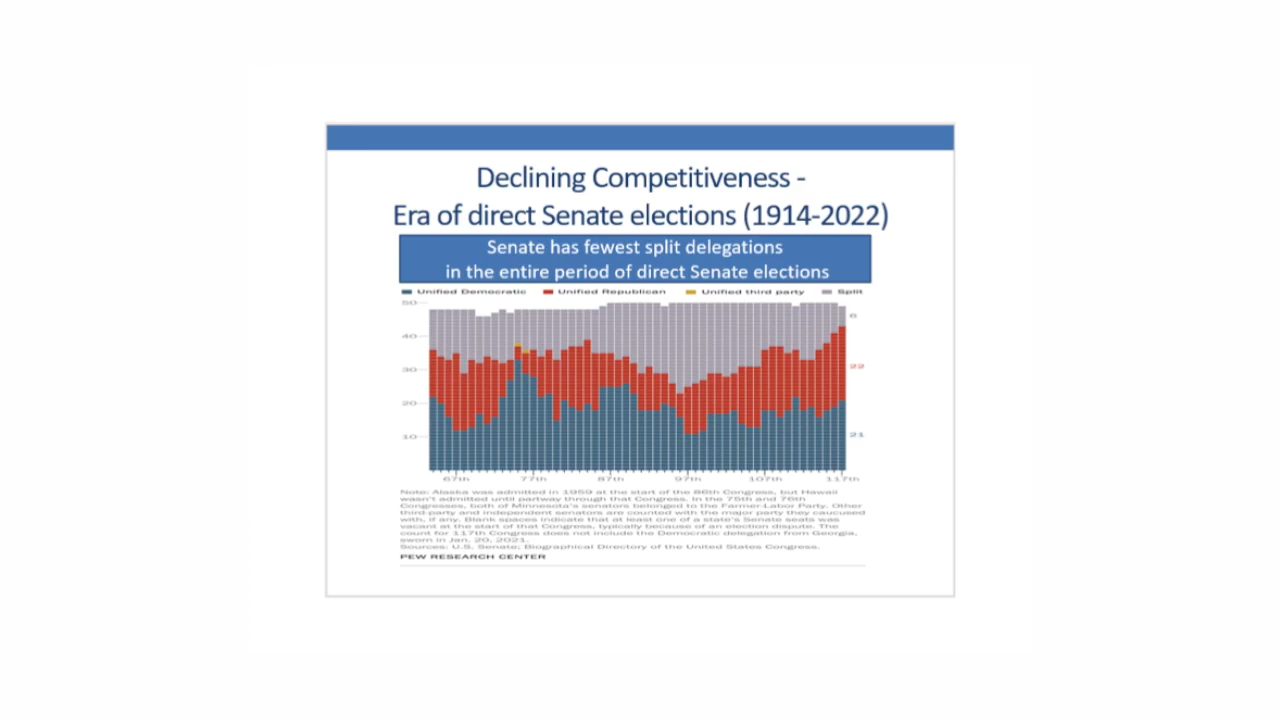 Declining Competitiveness -
Era of direct Senate elections (1914-2022)
Senate has fewest split delegations
in the entire period of direct Senate elections
Unified Democratic Unified Republican Unified third party Split
50
6
40
30
22
20
10
21
67th 77th 87th 97th 107th 117th
Note: Alaska was admitted in 1959 at the start of the 86th Congress, but Hawaii
wasn't admitted until partway through that Congress. In the 75th and 76th
Congresses, both of Minnesota's senators belonged to the Farmer-Labor Party. Other
third-party and independent senators are counted with the major party they caucused
with, if any. Blank spaces indicate that at least one of a state's Senate seats was
vacant at the start of that Congress, typically because of an election dispute. The
count for 117th Congress does not include the Democratic delegation from Georgia,
sworn in Jan. 20, 2021.
Sources: U.S. Senate; Biographical Directory of the United States Congress.
PEW RESEARCH CENTER